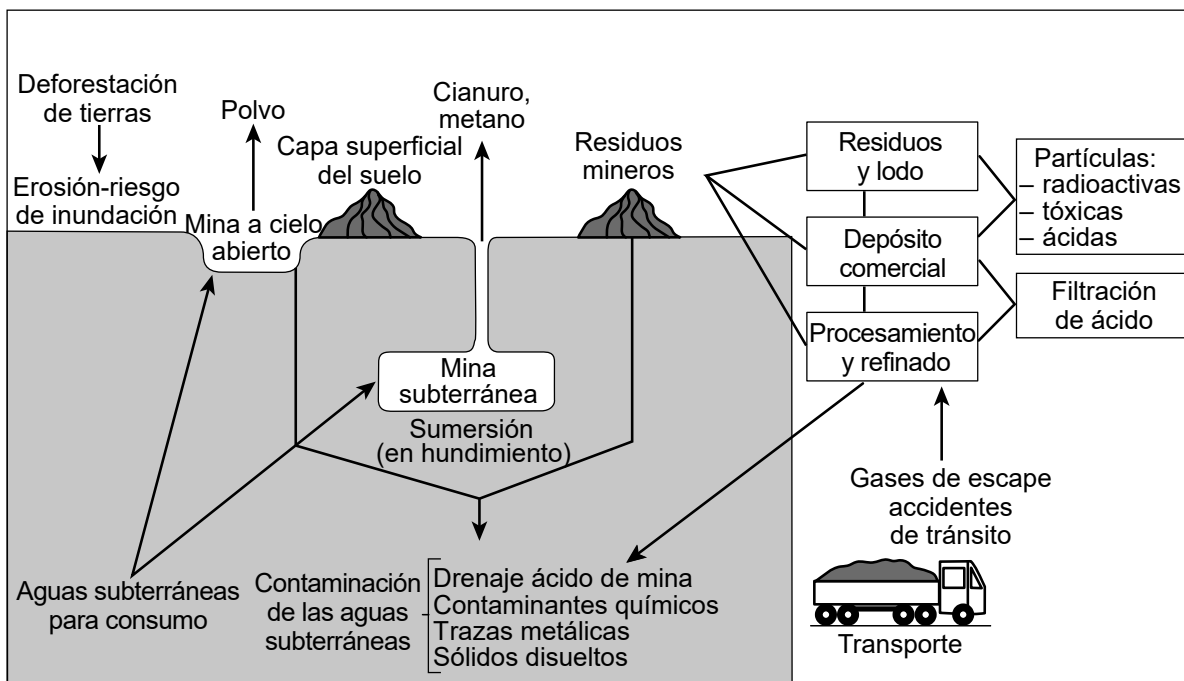 Deforestación
de tierras
Erosión-riesgo
de inundación
Polvo
Mina a cielo
abierto
Capa superficial
del suelo
Cianuro,
metano
Residuos
mineros
Residuos
y lodo
Depósito
comercial
Procesamiento
y refinado
Partículas:
– radioactivas
– tóxicas
– ácidas
Filtración
de ácido
Mina
subterránea
Sumersión
(en hundimiento)
Gases de escape
accidentes
de tránsito
Transporte
Aguas subterráneas
para consumo
Contaminación
de las aguas
subterráneas
Drenaje ácido de mina
Contaminantes químicos
Trazas metálicas
Sólidos disueltos